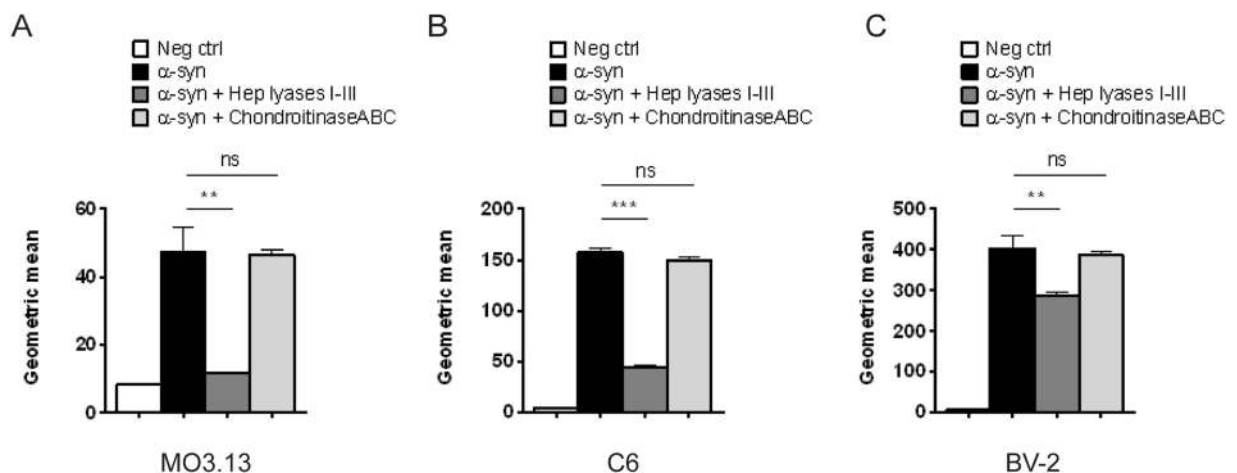 A
Neg ctrl
α-syn
α-syn + Hep lyases I-III
α-syn + ChondroitinaseABC
ns
**
60
40
20
0
Geometric mean
MO3.13
B
Neg ctrl
α-syn
α-syn + Hep lyases I-III
α-syn + ChondroitinaseABC
ns
***
200
150
100
50
0
Geometric mean
C6
C
Neg ctrl
α-syn
α-syn + Hep lyases I-III
α-syn + ChondroitinaseABC
ns
**
500
400
300
200
100
0
Geometric mean
BV-2